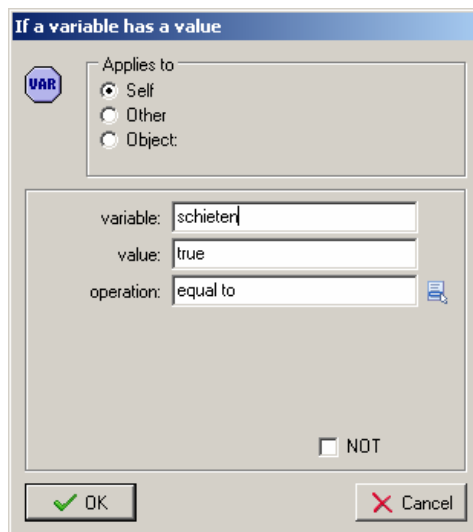 If a variable has a value
VAR
Applies to
Self
Other
Object:
variable: schieten
value: true
operation: equal to
NOT
OK Cancel